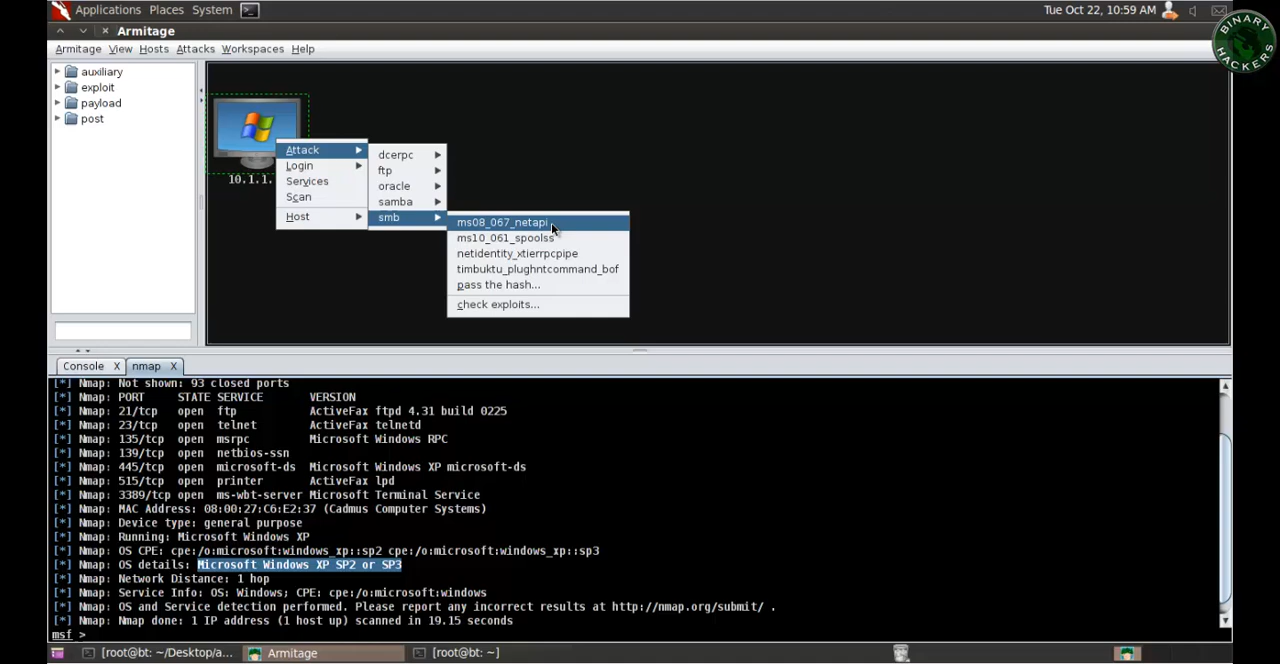 Applications Places System
Tue Oct 22, 10:59 AM
BINARY HACKERS
Armitage
Armitage View Hosts Attacks Workspaces Help
auxiliary
exploit
payload
post
10.1.1.
Attack
Login
Services
Scan
Host
dcerpc
ftp
oracle
samba
smb
ms08_067_netapi
ms10_061_spoolss
netidentity_xtierrpcpipe
timbuktu_plughntcommand_bof
pass the hash...
check exploits...
Console X nmap X
[*] Nmap: Not shown: 93 closed ports
[*] Nmap: PORT STATE SERVICE VERSION
[*] Nmap: 21/tcp open ftp ActiveFax ftpd 4.31 build 0225
[*] Nmap: 23/tcp open telnet ActiveFax telnetd
[*] Nmap: 135/tcp open msrpc Microsoft Windows RPC
[*] Nmap: 139/tcp open netbios-ssn
[*] Nmap: 445/tcp open microsoft-ds Microsoft Windows XP microsoft-ds
[*] Nmap: 515/tcp open printer ActiveFax lpd
[*] Nmap: 3389/tcp open ms-wbt-server Microsoft Terminal Service
[*] Nmap: MAC Address: 08:00:27:C6:E2:37 (Cadmus Computer Systems)
[*] Nmap: Device type: general purpose
[*] Nmap: Running: Microsoft Windows XP
[*] Nmap: OS CPE: cpe:/o:microsoft:windows_xp::sp2 cpe:/o:microsoft:windows_xp::sp3
[*] Nmap: OS details: Microsoft Windows XP SP2 or SP3
[*] Nmap: Network Distance: 1 hop
[*] Nmap: Service Info: OS: Windows; CPE: cpe:/o:microsoft:windows
[*] Nmap: OS and Service detection performed. Please report any incorrect results at http://nmap.org/submit/ .
[*] Nmap: Nmap done: 1 IP address (1 host up) scanned in 19.15 seconds
msf >
[root@bt: ~/Desktop/a... Armitage [root@bt: ~]